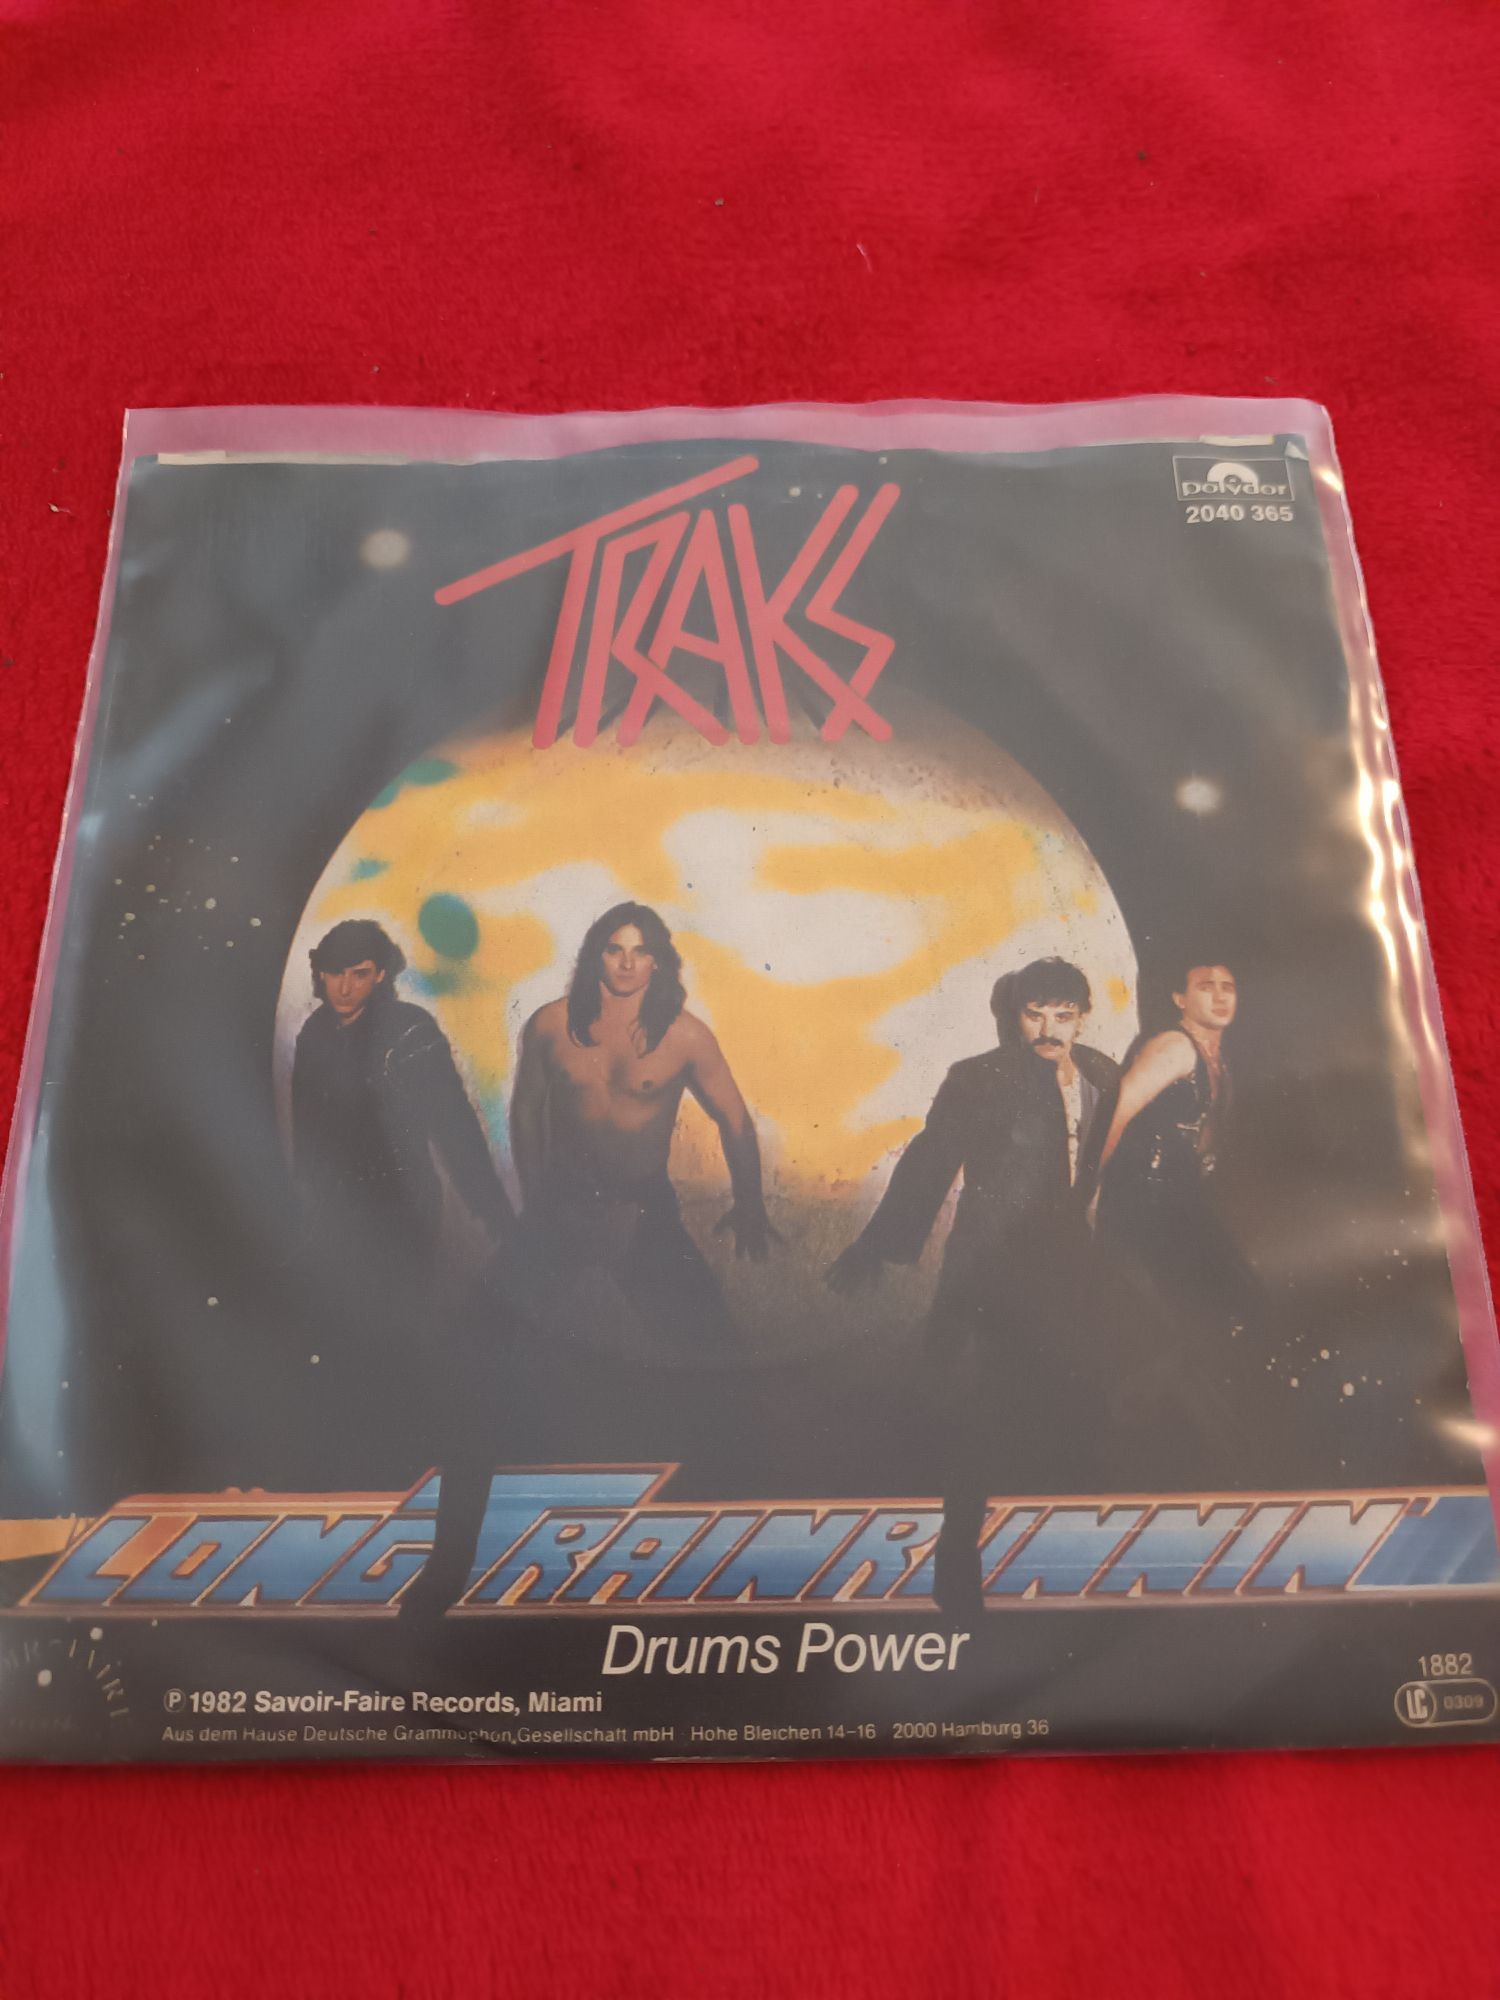 TRAKS
polydor
2040 365
LONG TRAIN RUNNIN'
Drums Power
1882
℗ 1982 Savoir-Faire Records, Miami
LC 0309
Aus dem Hause Deutsche Grammophon, Gesellschaft mbH · Hohe Bleichen 14-16 2000 Hamburg 36